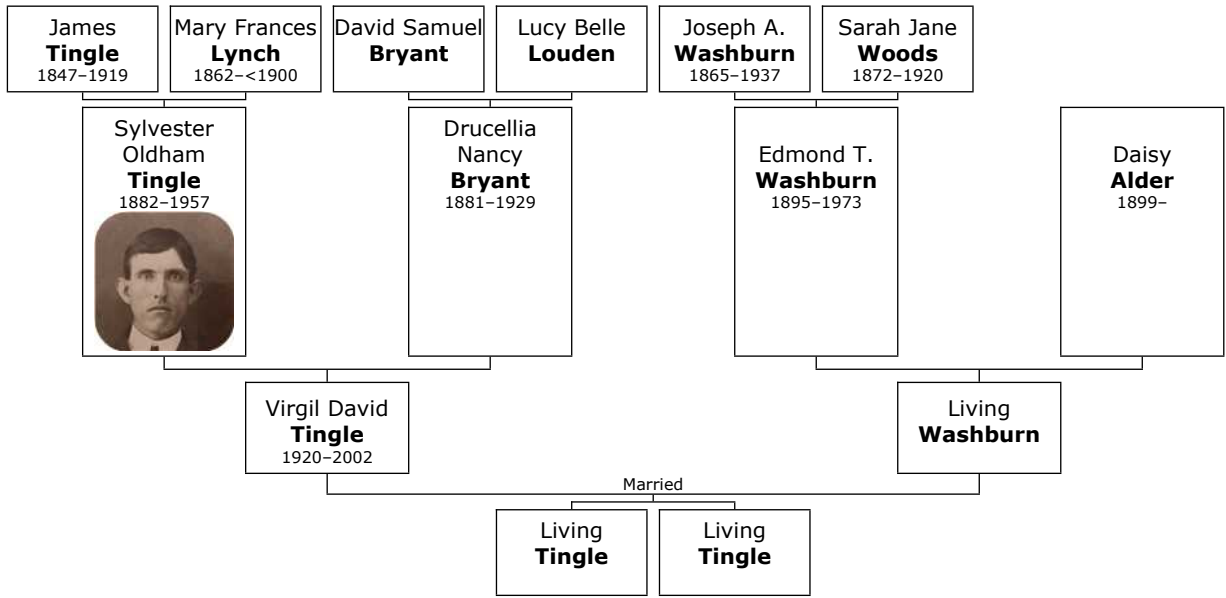 James
Tingle
1847–1919
Mary Frances
Lynch
1862–<1900
David Samuel
Bryant
Lucy Belle
Louden
Joseph A.
Washburn
1865–1937
Sarah Jane
Woods
1872–1920
Sylvester
Oldham
Tingle
1882–1957
Drucellia
Nancy
Bryant
1881–1929
Edmond T.
Washburn
1895–1973
Daisy
Alder
1899–
Virgil David
Tingle
1920–2002
Living
Washburn
Married
Living
Tingle
Living
Tingle